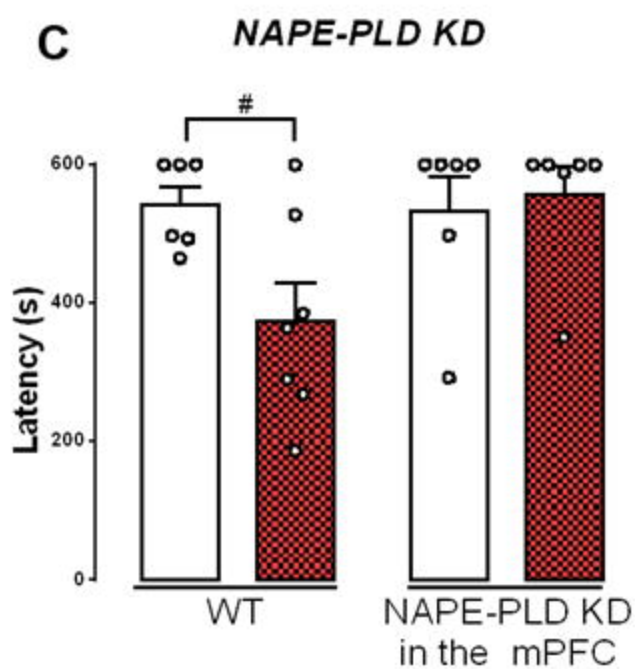 C
NAPE-PLD KD
#
600
400
200
0
Latency (s)
WT
NAPE-PLD KD
in the mPFC